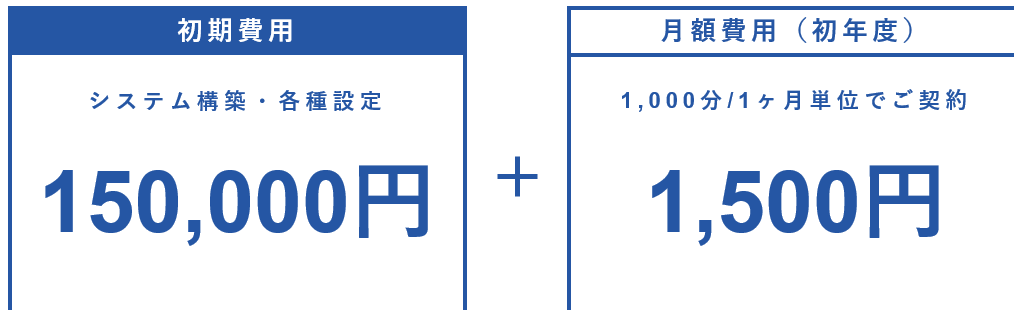 初期費用
システム構築・各種設定
150,000円
+
月額費用（初年度）
1,000分/1ヶ月単位でご契約
1,500円